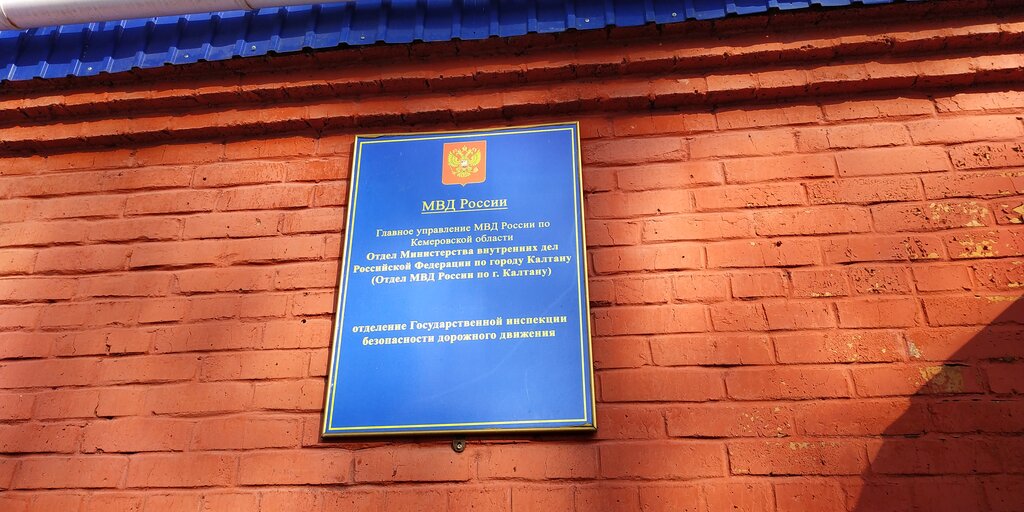 МВД России
Главное управление МВД России по
Кемеровской области
Отдел Министерства внутренних дел
Российской Федерации по городу Калтану
(Отдел МВД России по г. Калтану)
отделение Государственной инспекции
безопасности дорожного движения